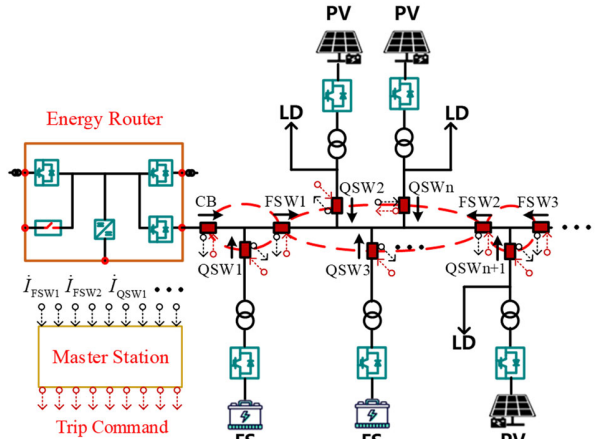 PV PV
LD LD
Energy Router
QSW2 QSWn
CB FSW1 FSW2 FSW3
QSW1 QSW3 QSWn+1
İFSW1 İFSW2 İQSW1 •••
LD
Master Station
Trip Command
ES ES PV